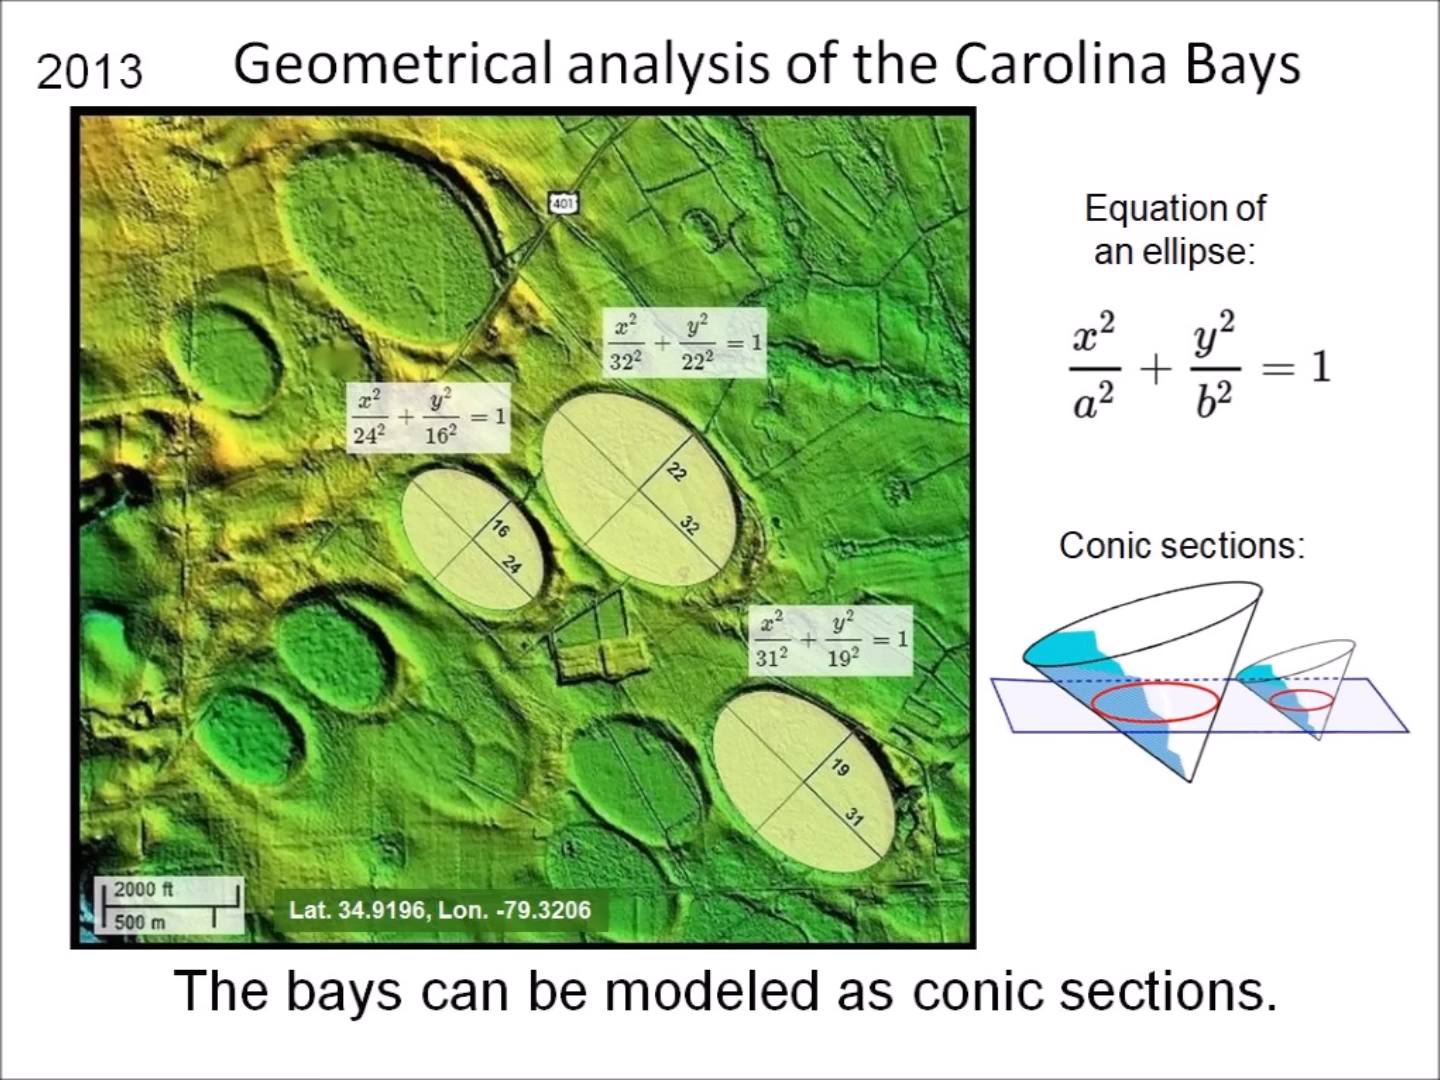 2013
Geometrical analysis of the Carolina Bays
401
x²/32² + y²/22² = 1
x²/24² + y²/16² = 1
22
32
16
24
x²/31² + y²/19² = 1
19
31
2000 ft
500 m
Lat. 34.9196, Lon. -79.3206
Equation of
an ellipse:
x²/a² + y²/b² = 1
Conic sections:
The bays can be modeled as conic sections.